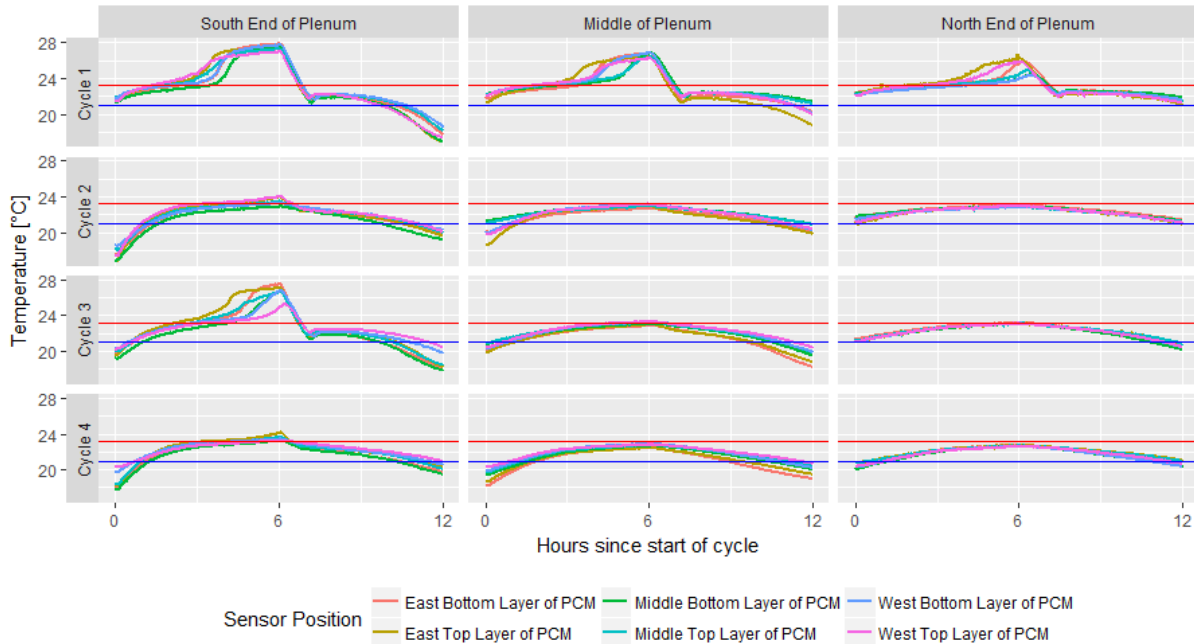 South End of Plenum
Middle of Plenum
North End of Plenum
28
24
20
Cycle 1
28
24
20
Cycle 2
28
24
20
Cycle 3
28
24
20
Cycle 4
Temperature [°C]
0 6 12 0 6 12 0 6 12
Hours since start of cycle
Sensor Position
East Bottom Layer of PCM Middle Bottom Layer of PCM West Bottom Layer of PCM
East Top Layer of PCM Middle Top Layer of PCM West Top Layer of PCM